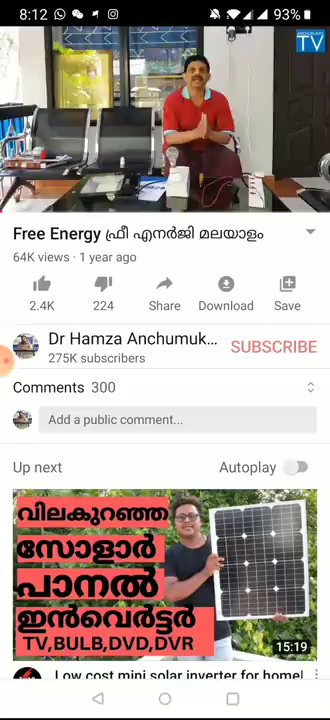 8:12
93%
TV
Free Energy ഫ്രീ എനർജി മലയാളം
64K views · 1 year ago
2.4K
224
Share
Download
Save
Dr Hamza Anchumuk...
275K subscribers
SUBSCRIBE
Comments 300
Add a public comment...
Up next
Autoplay
വിലകുറഞ്ഞ
സോളാർ
പാനൽ
ഇൻവെർട്ടർ
TV,BULB,DVD,DVR
15:19
Low cost mini solar inverter for home!